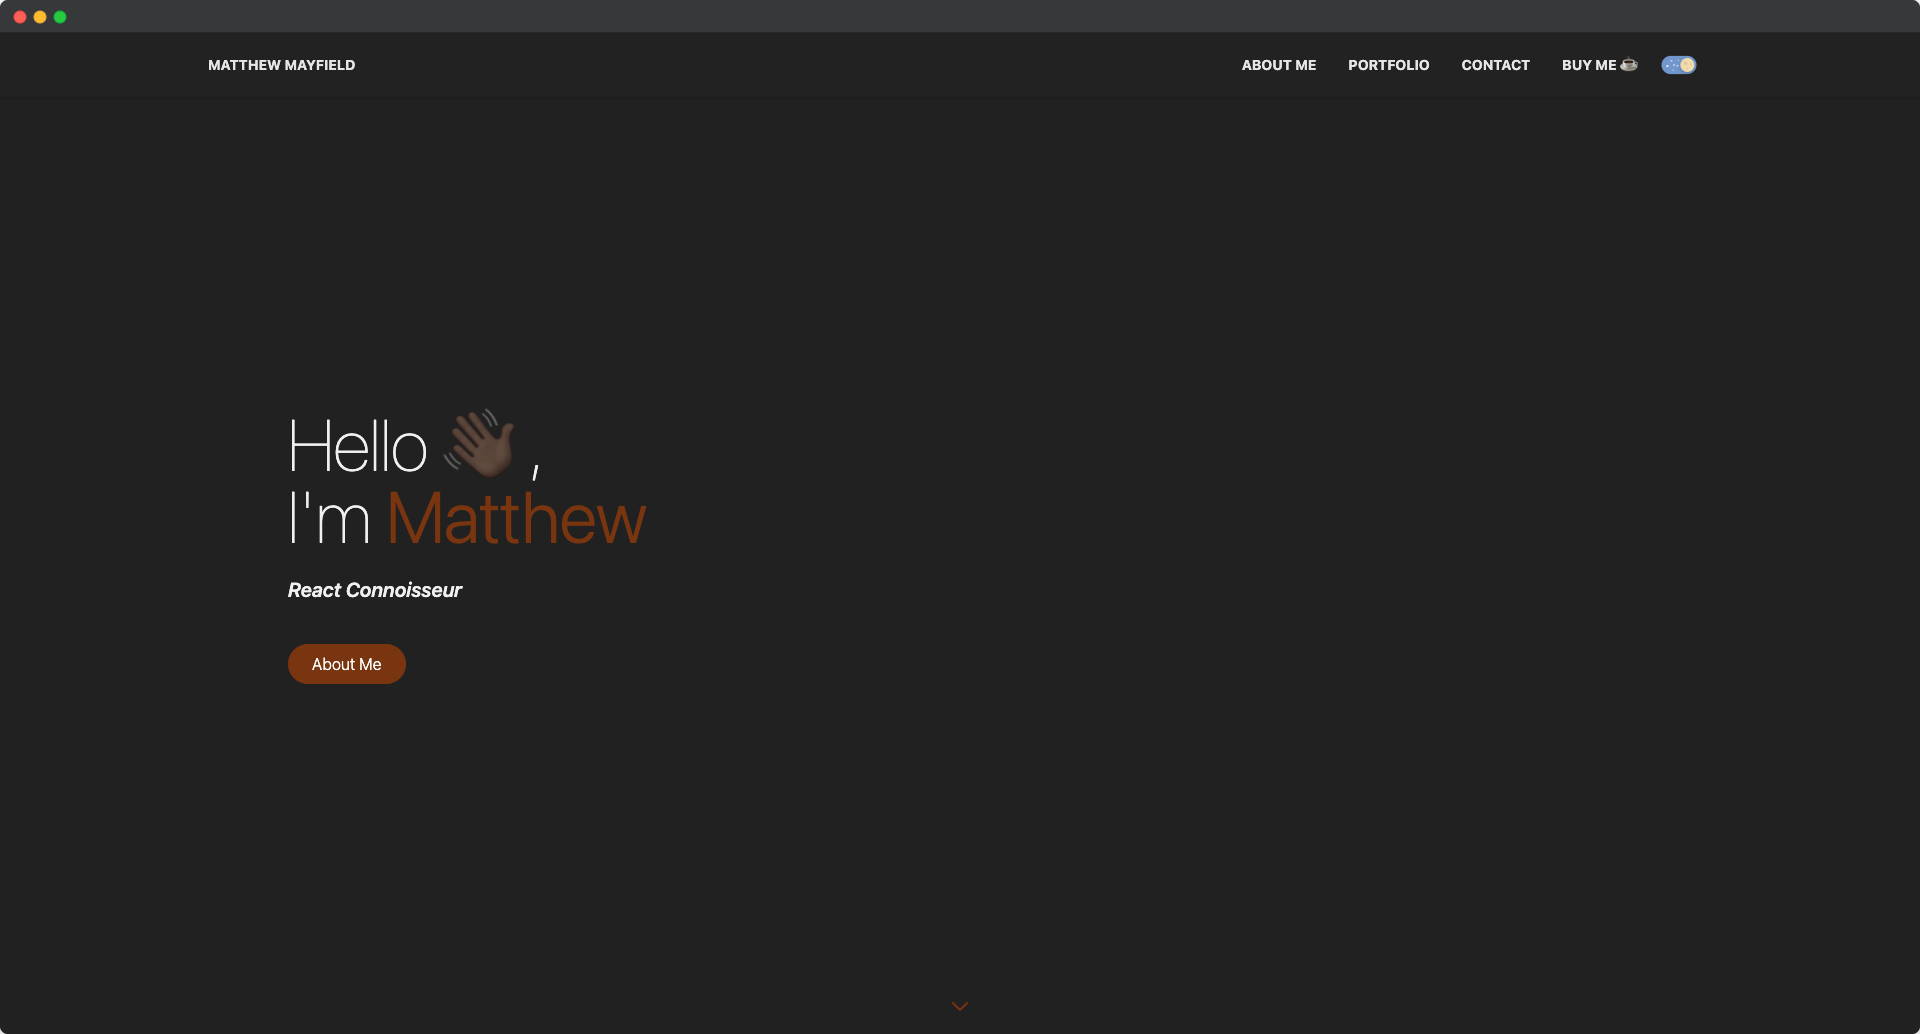 MATTHEW MAYFIELD
ABOUT ME
PORTFOLIO
CONTACT
BUY ME ☕
Hello 👋🏿,
I'm Matthew
React Connoisseur
About Me